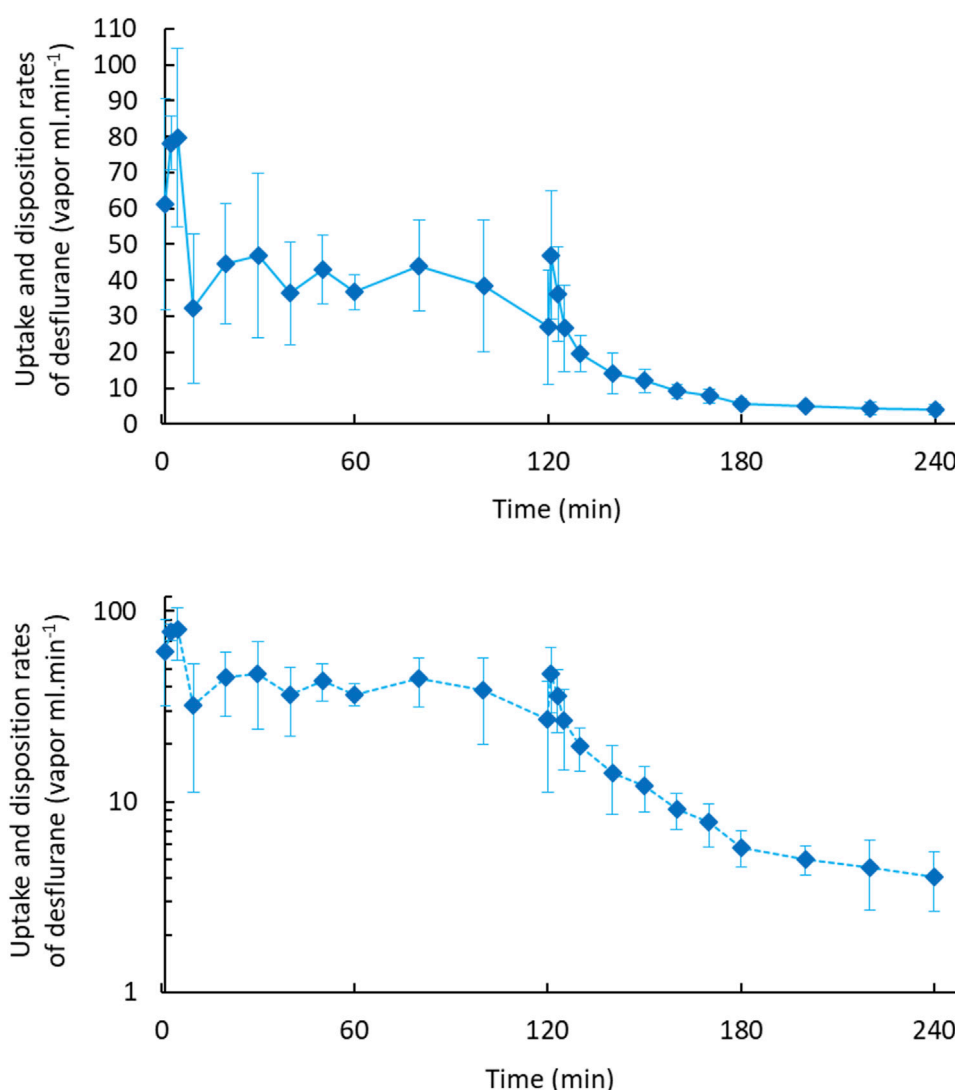 Uptake and disposition rates
of desflurane (vapor ml.min⁻¹)
110
100
90
80
70
60
50
40
30
20
10
0
0 60 120 180 240
Time (min)
Uptake and disposition rates
of desflurane (vapor ml.min⁻¹)
100
10
1
0 60 120 180 240
Time (min)